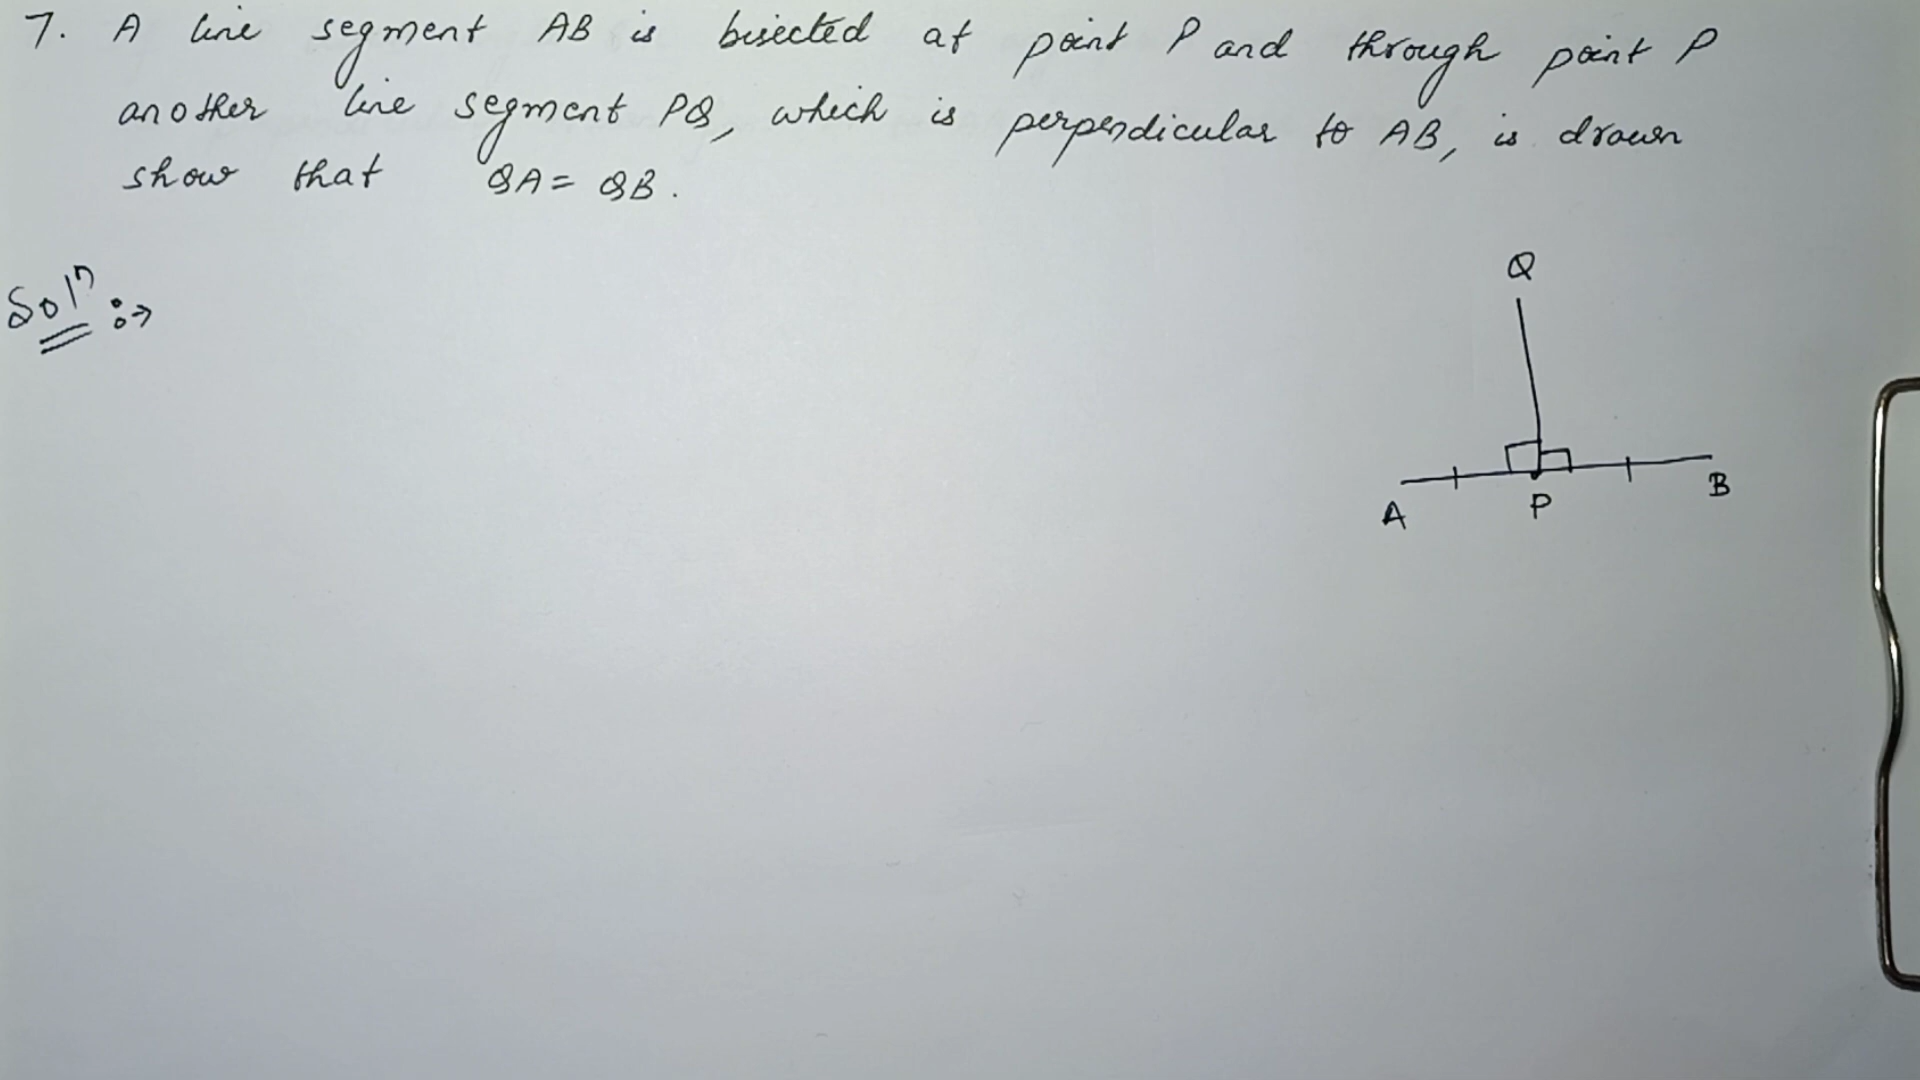 7. A line segment AB is bisected at point P and through point P
another line segment PQ, which is perpendicular to AB, is drawn
show that QA = QB.
Soln :→
Q
A P B